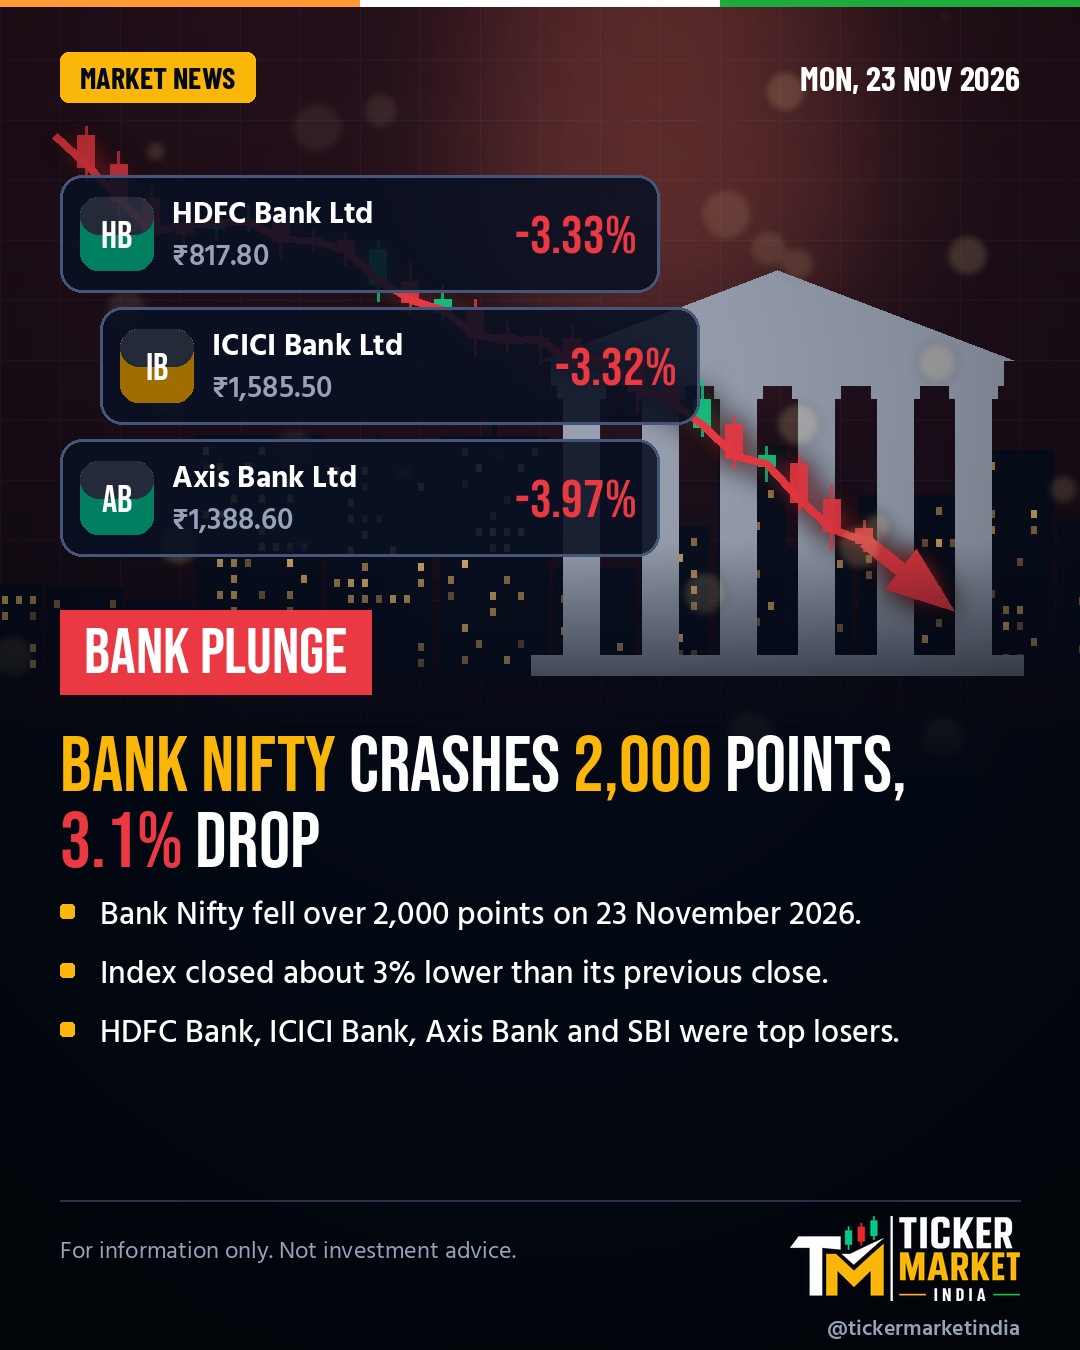 MARKET NEWS
MON, 23 NOV 2026
HB
HDFC Bank Ltd
₹817.80
-3.33%
IB
ICICI Bank Ltd
₹1,585.50
-3.32%
AB
Axis Bank Ltd
₹1,388.60
-3.97%
BANK PLUNGE
BANK NIFTY CRASHES 2,000 POINTS,
3.1% DROP
Bank Nifty fell over 2,000 points on 23 November 2026.
Index closed about 3% lower than its previous close.
HDFC Bank, ICICI Bank, Axis Bank and SBI were top losers.
For information only. Not investment advice.
TM
TICKER
MARKET
INDIA
@tickermarketindia